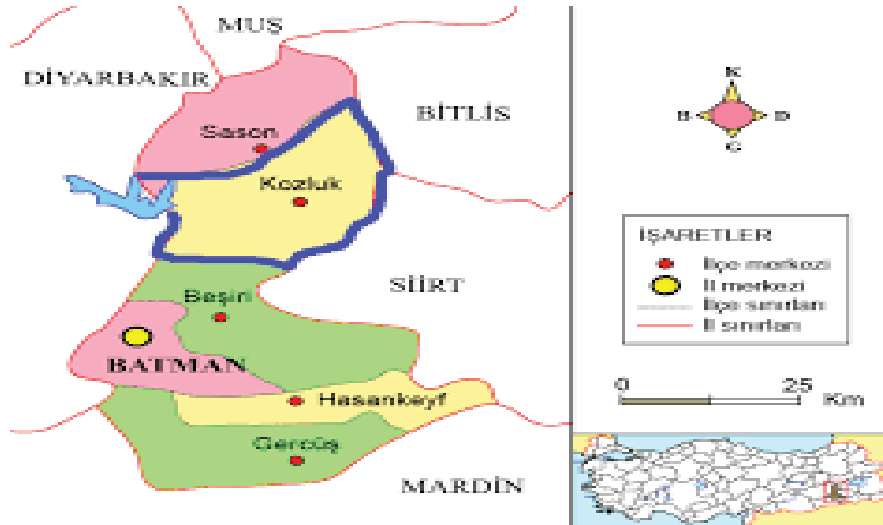 MUŞ
DİYARBAKIR
BİTLİS
Sason
Kozluk
SİİRT
Beşiri
BATMAN
Hasankeyf
Gercüş
MARDİN
K
B D
G
İŞARETLER
İlçe merkezi
İl merkezi
İlçe sınırları
İl sınırları
0 25
Km